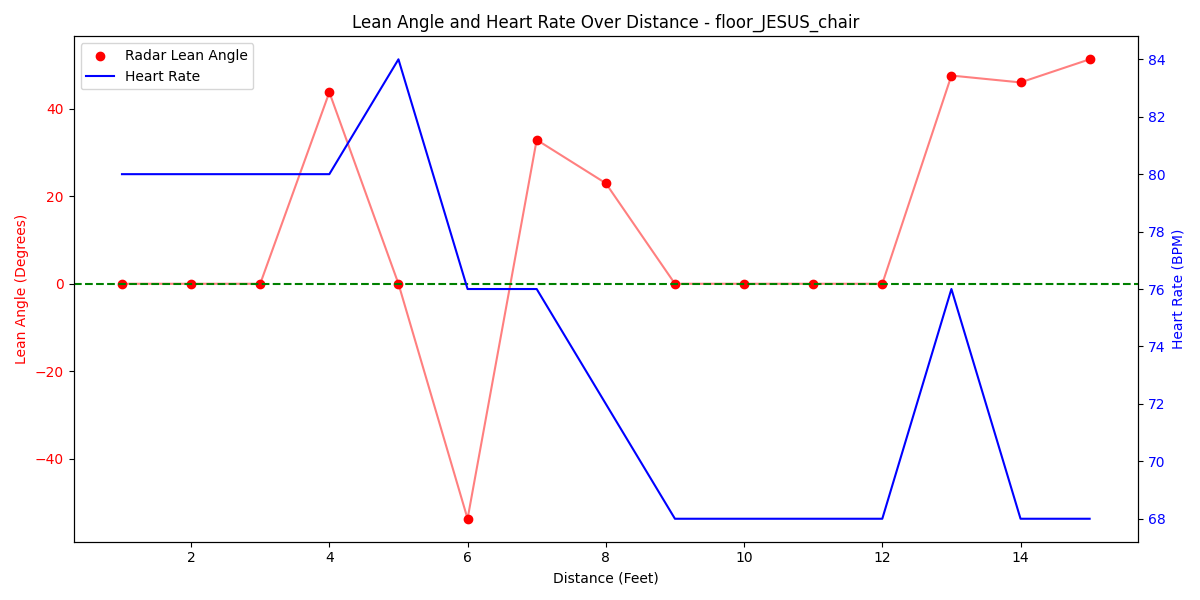 Lean Angle and Heart Rate Over Distance - floor_JESUS_chair
Radar Lean Angle
Heart Rate
Lean Angle (Degrees)
40
20
0
−20
−40
84
82
80
78
76
74
72
70
68
Heart Rate (BPM)
2 4 6 8 10 12 14
Distance (Feet)